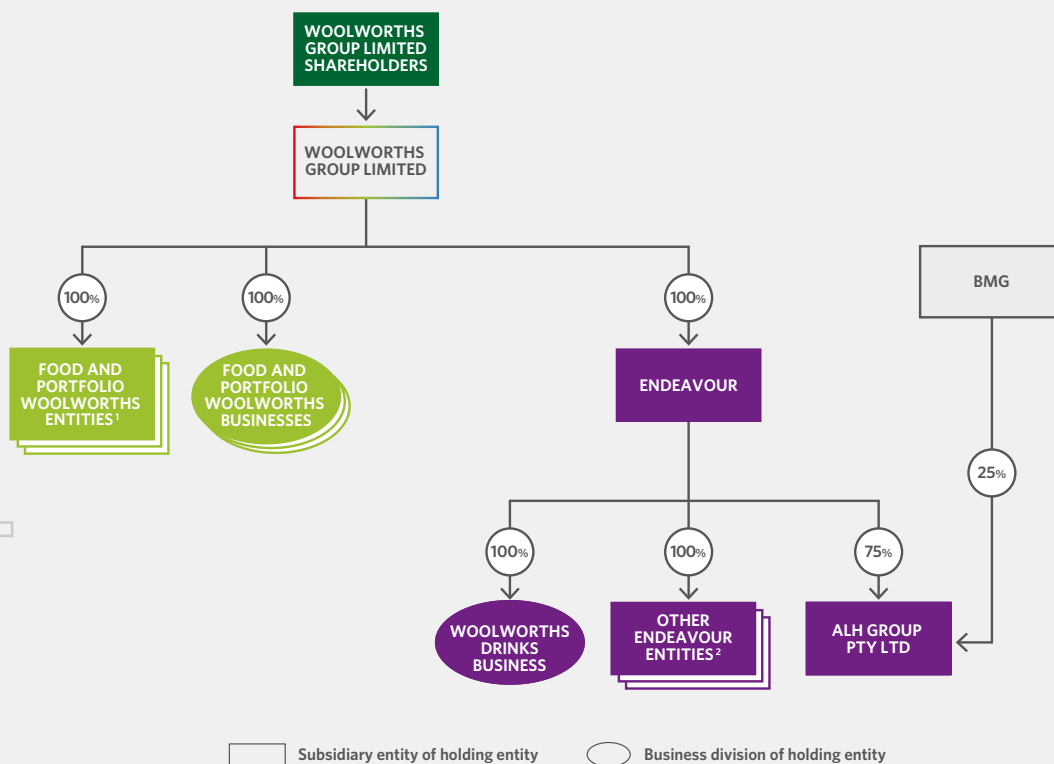 WOOLWORTHS
GROUP LIMITED
SHAREHOLDERS
WOOLWORTHS
GROUP LIMITED
BMG
100%
100%
100%
FOOD AND
PORTFOLIO
WOOLWORTHS
ENTITIES¹
FOOD AND
PORTFOLIO
WOOLWORTHS
BUSINESSES
ENDEAVOUR
25%
100%
100%
75%
WOOLWORTHS
DRINKS
BUSINESS
OTHER
ENDEAVOUR
ENTITIES²
ALH GROUP
PTY LTD
Subsidiary entity of holding entity
Business division of holding entity